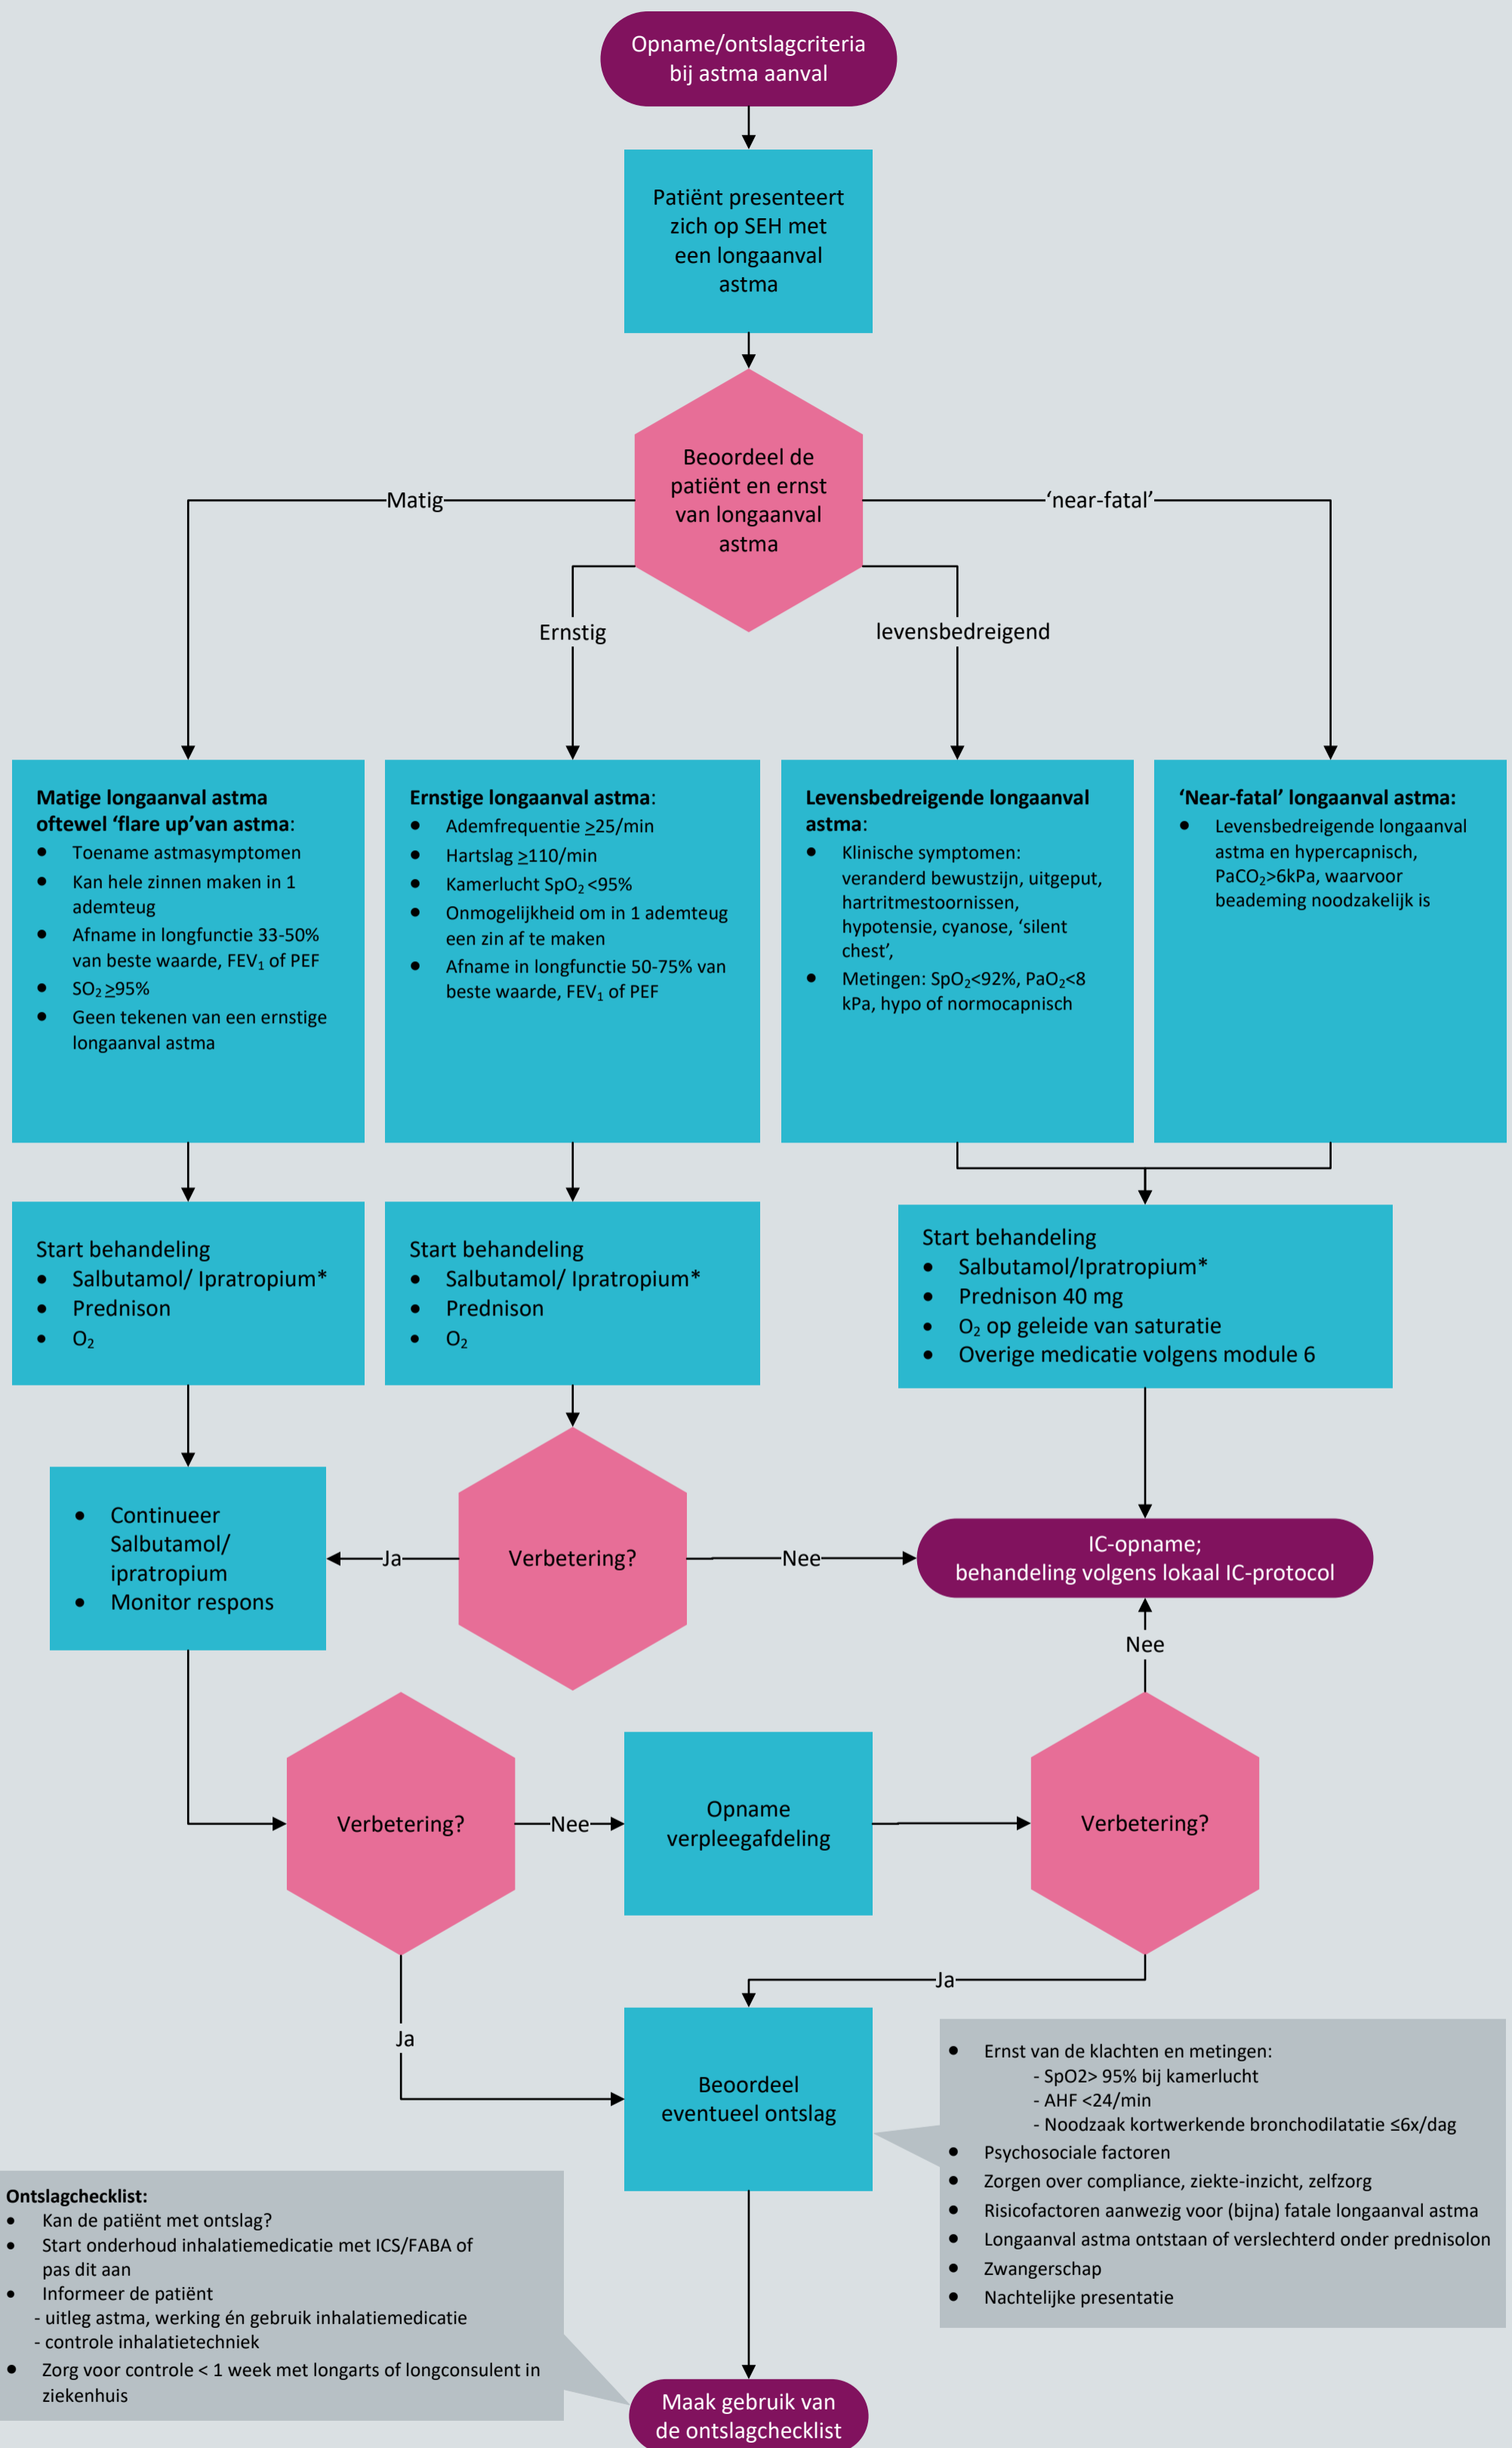 Opname/ontslagcriteria
bij astma aanval
Patiënt presenteert
zich op SEH met
een longaanval
astma
Beoordeel de
patiënt en ernst
van longaanval
astma
Matig
‘near-fatal’
Ernstig
levensbedreigend
Matige longaanval astma
oftewel ‘flare up’van astma:
● Toename astmasymptomen
● Kan hele zinnen maken in 1
ademteug
● Afname in longfunctie 33-50%
van beste waarde, FEV₁ of PEF
● SO₂ ≥95%
● Geen tekenen van een ernstige
longaanval astma
Ernstige longaanval astma:
● Ademfrequentie ≥25/min
● Hartslag ≥110/min
● Kamerlucht SpO₂ <95%
● Onmogelijkheid om in 1 ademteug
een zin af te maken
● Afname in longfunctie 50-75% van
beste waarde, FEV₁ of PEF
Levensbedreigende longaanval
astma:
● Klinische symptomen:
veranderd bewustzijn, uitgeput,
hartritmestoornissen,
hypotensie, cyanose, ‘silent
chest’,
● Metingen: SpO₂<92%, PaO₂<8
kPa, hypo of normocapnisch
‘Near-fatal’ longaanval astma:
● Levensbedreigende longaanval
astma en hypercapnisch,
PaCO₂>6kPa, waarvoor
beademing noodzakelijk is
Start behandeling
● Salbutamol/ Ipratropium*
● Prednison
● O₂
Start behandeling
● Salbutamol/ Ipratropium*
● Prednison
● O₂
Start behandeling
● Salbutamol/Ipratropium*
● Prednison 40 mg
● O₂ op geleide van saturatie
● Overige medicatie volgens module 6
● Continueer
Salbutamol/
ipratropium
● Monitor respons
Ja
Verbetering?
Nee
IC-opname;
behandeling volgens lokaal IC-protocol
Nee
Verbetering?
Nee
Opname
verpleegafdeling
Verbetering?
Ja
Ja
Beoordeel
eventueel ontslag
● Ernst van de klachten en metingen:
- SpO2> 95% bij kamerlucht
- AHF <24/min
- Noodzaak kortwerkende bronchodilatatie ≤6x/dag
● Psychosociale factoren
● Zorgen over compliance, ziekte-inzicht, zelfzorg
● Risicofactoren aanwezig voor (bijna) fatale longaanval astma
● Longaanval astma ontstaan of verslechterd onder prednisolon
● Zwangerschap
● Nachtelijke presentatie
Ontslagchecklist:
● Kan de patiënt met ontslag?
● Start onderhoud inhalatiemedicatie met ICS/FABA of
pas dit aan
● Informeer de patiënt
- uitleg astma, werking én gebruik inhalatiemedicatie
- controle inhalatietechniek
● Zorg voor controle < 1 week met longarts of longconsulent in
ziekenhuis
Maak gebruik van
de ontslagchecklist